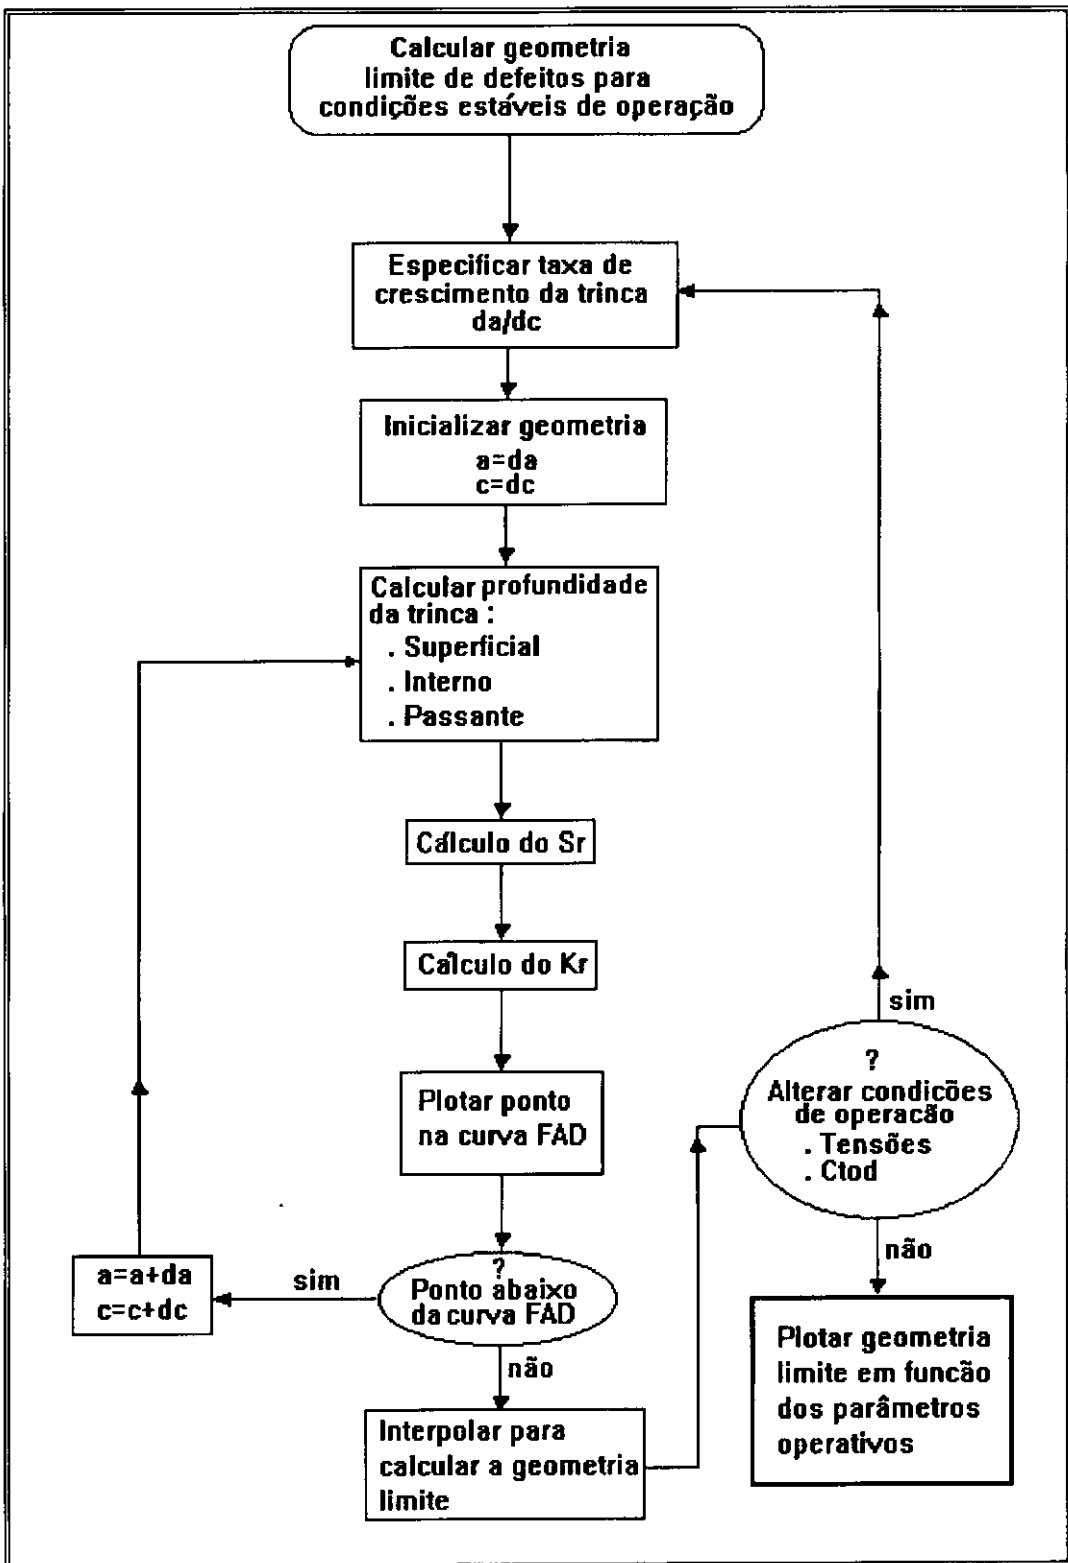 Calcular geometria
limite de defeitos para
condições estáveis de operação
Especificar taxa de
crescimento da trinca
da/dc
Inicializar geometria
a=da
c=dc
Calcular profundidade
da trinca :
. Superficial
. Interno
. Passante
Cálculo do Sr
Cálculo do Kr
Plotar ponto
na curva FAD
?
Ponto abaixo
da curva FAD
sim
a=a+da
c=c+dc
não
Interpolar para
calcular a geometria
limite
?
Alterar condicões
de operacão
. Tensões
. Ctod
sim
não
Plotar geometria
limite em funcão
dos parâmetros
operativos